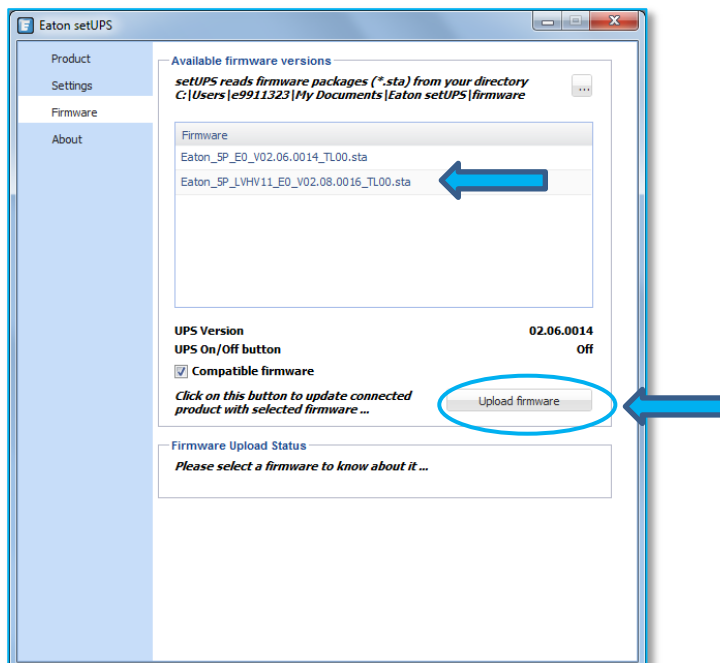 Eaton setUPS
Product
Settings
Firmware
About
Available firmware versions
setUPS reads firmware packages (*.sta) from your directory
C:|Users|e9911323|My Documents|Eaton setUPS|firmware
...
Firmware
Eaton_5P_E0_V02.06.0014_TL00.sta
Eaton_5P_LVHV11_E0_V02.08.0016_TL00.sta
UPS Version 02.06.0014
UPS On/Off button Off
Compatible firmware
Click on this button to update connected
product with selected firmware ...
Upload firmware
Firmware Upload Status
Please select a firmware to know about it ...